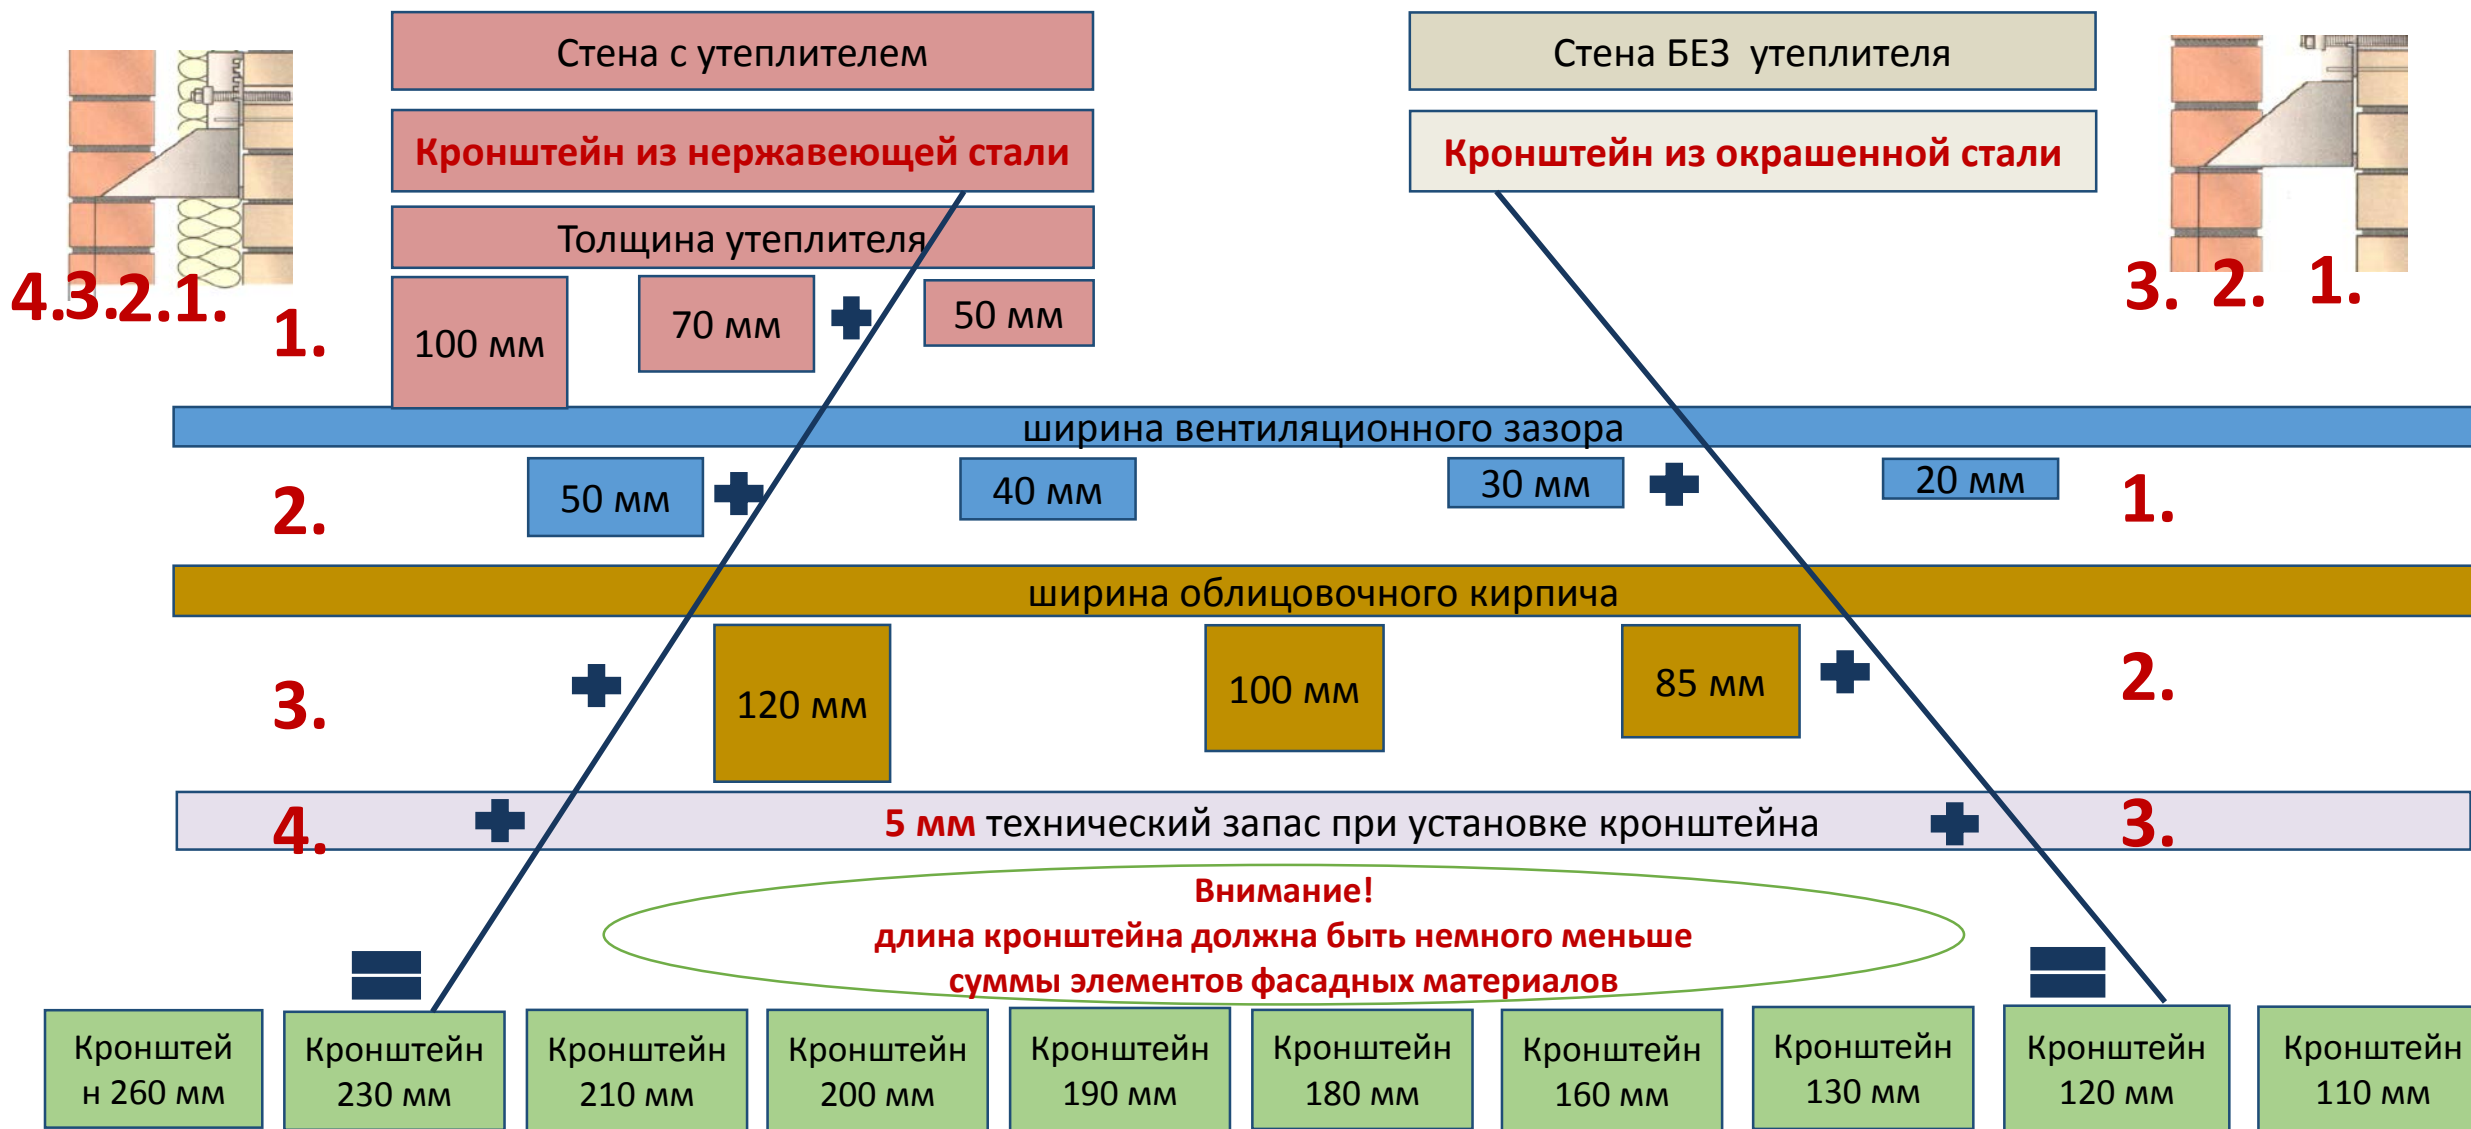 Стена с утеплителем
Стена БЕЗ утеплителя
Кронштейн из нержавеющей стали
Кронштейн из окрашенной стали
Толщина утеплителя
4.3.2.1.
3. 2. 1.
1.
100 мм
70 мм
50 мм
ширина вентиляционного зазора
2.
50 мм
40 мм
30 мм
20 мм
1.
ширина облицовочного кирпича
3.
120 мм
100 мм
85 мм
2.
4.
5 мм технический запас при установке кронштейна
3.
Внимание!
длина кронштейна должна быть немного меньше
суммы элементов фасадных материалов
Кронштей
н 260 мм
Кронштейн
230 мм
Кронштейн
210 мм
Кронштейн
200 мм
Кронштейн
190 мм
Кронштейн
180 мм
Кронштейн
160 мм
Кронштейн
130 мм
Кронштейн
120 мм
Кронштейн
110 мм